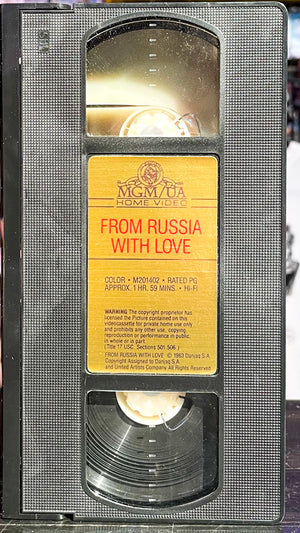 VHS
MGM/UA
HOME VIDEO
FROM RUSSIA
WITH LOVE
COLOR • M201402 • RATED PG
APPROX. 1 HR. 59 MINS. • Hi-Fi
WARNING: The copyright proprietor has
licensed the Picture contained on this
videocassette for private home use only
and prohibits any other use, copying,
reproduction or performance in public,
in whole or in part.
(Title 17 USC, Sections 501, 506.)
FROM RUSSIA WITH LOVE © 1963 Danjaq S.A.
Copyright Assigned to Danjaq S.A.
and United Artists Company. All Rights Reserved